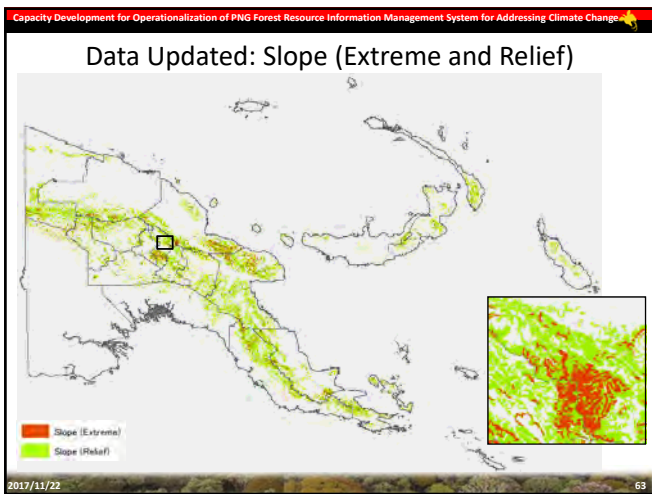 Capacity Development for Operationalization of PNG Forest Resource Information Management System for Addressing Climate Change
Data Updated: Slope (Extreme and Relief)
Slope (Extreme)
Slope (Relief)
2017/11/22
63